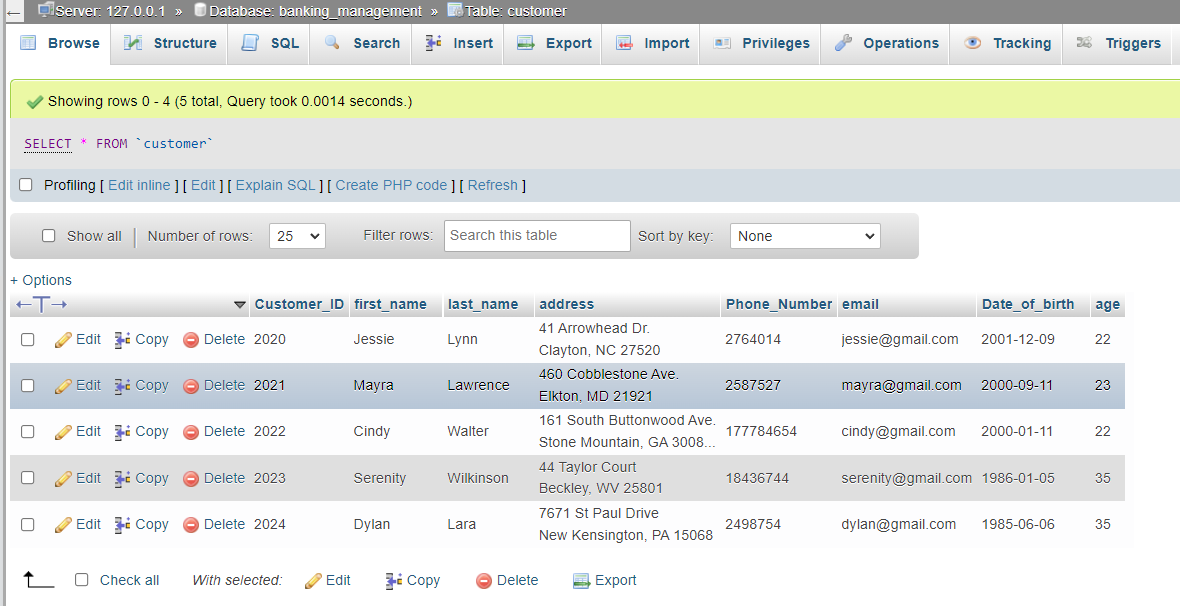 Server: 127.0.0.1 » Database: banking_management » Table: customer
Browse Structure SQL Search Insert Export Import Privileges Operations Tracking Triggers
Showing rows 0 - 4 (5 total, Query took 0.0014 seconds.)
SELECT * FROM `customer`
Profiling [ Edit inline ] [ Edit ] [ Explain SQL ] [ Create PHP code ] [ Refresh ]
Show all | Number of rows: 25 Filter rows: Search this table Sort by key: None
+ Options
←T→ Customer_ID first_name last_name address Phone_Number email Date_of_birth age
Edit Copy Delete 2020 Jessie Lynn 41 Arrowhead Dr. 2764014 jessie@gmail.com 2001-12-09 22
Clayton, NC 27520
Edit Copy Delete 2021 Mayra Lawrence 460 Cobblestone Ave. 2587527 mayra@gmail.com 2000-09-11 23
Elkton, MD 21921
Edit Copy Delete 2022 Cindy Walter 161 South Buttonwood Ave. 177784654 cindy@gmail.com 2000-01-11 22
Stone Mountain, GA 3008...
Edit Copy Delete 2023 Serenity Wilkinson 44 Taylor Court 18436744 serenity@gmail.com 1986-01-05 35
Beckley, WV 25801
Edit Copy Delete 2024 Dylan Lara 7671 St Paul Drive 2498754 dylan@gmail.com 1985-06-06 35
New Kensington, PA 15068
Check all With selected: Edit Copy Delete Export